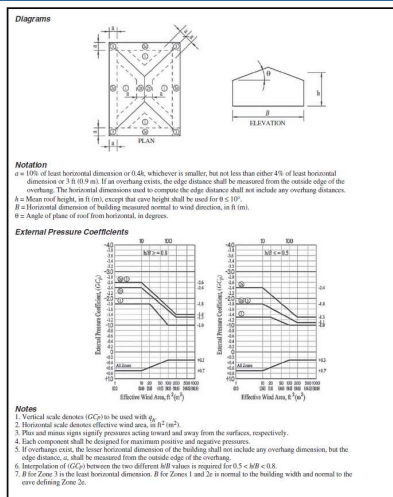 Diagrams
PLAN
θ
h
B
ELEVATION
Notation
a = 10% of least horizontal dimension or 0.4h, whichever is smaller, but not less than either 4% of least horizontal
dimension or 3 ft (0.9 m). If an overhang exists, the edge distance shall be measured from the outside edge of the
overhang. The horizontal dimensions used to compute the edge distance shall not include any overhang distances.
h = Mean roof height, in ft (m), except that eave height shall be used for θ ≤ 10°.
B = Horizontal dimension of building measured normal to wind direction, in ft (m).
θ = Angle of plane of roof from horizontal, in degrees.
External Pressure Coefficients
External Pressure Coefficient, (GCp)
All Zones
Effective Wind Area, ft² (m²)
External Pressure Coefficient, (GCp)
All Zones
Effective Wind Area, ft² (m²)
Notes
1. Vertical scale denotes (GCp) to be used with qh.
2. Horizontal scale denotes effective wind area, in ft² (m²).
3. Plus and minus signs signify pressures acting toward and away from the surfaces, respectively.
4. Each component shall be designed for maximum positive and negative pressures.
5. If overhangs exist, the lesser horizontal dimension of the building shall not include any overhang dimension, but the
edge distance, a, shall be measured from the outside edge of the overhang.
6. Interpolation of (GCp) between the two different h/B values is required for 0.5 < h/B < 0.8.
7. B for Zone 3 is the least horizontal dimension. B for Zones 1 and 2e is normal to the building width and normal to the
eave defining Zone 2e.